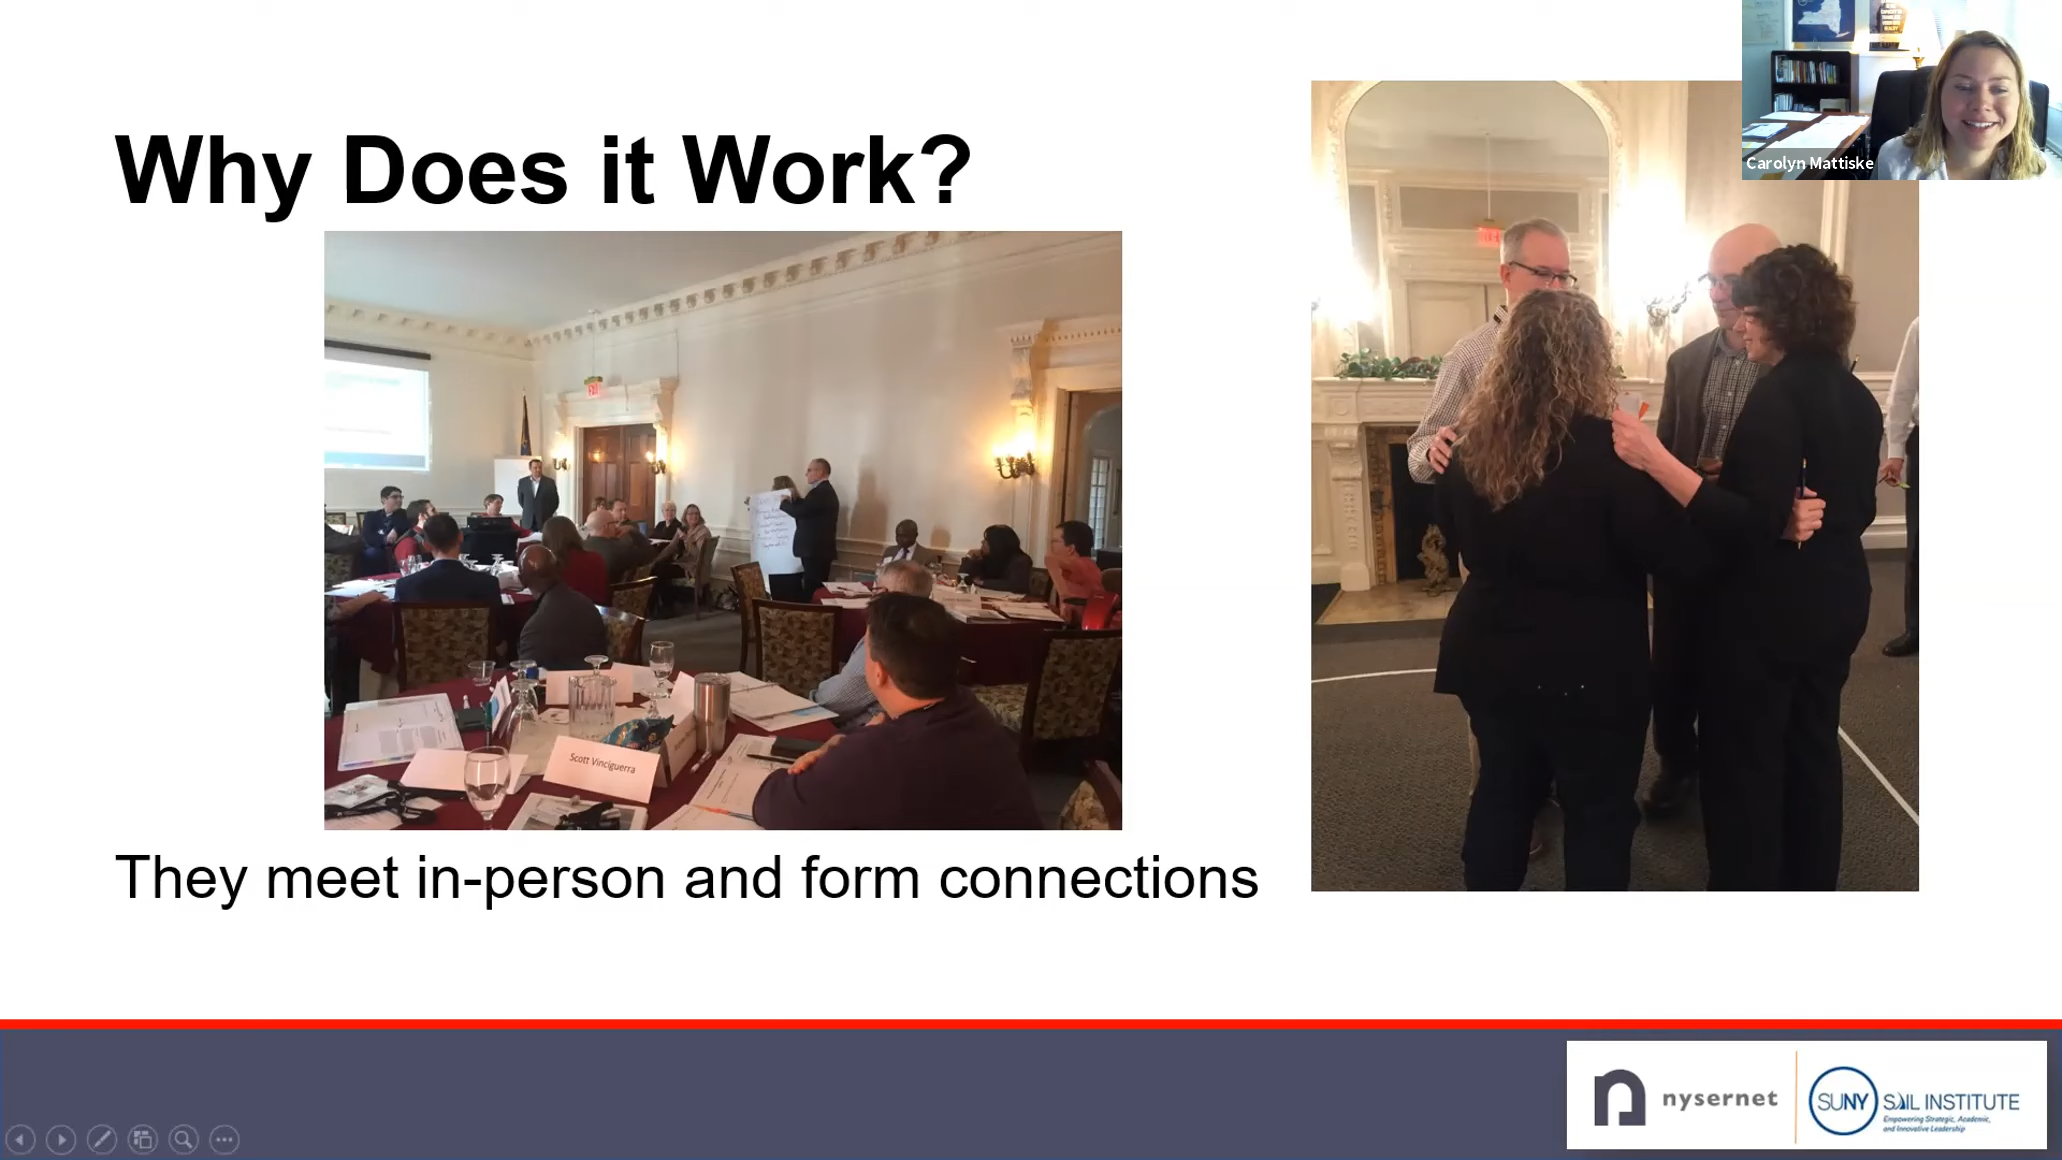 Carolyn Mattiske
Why Does it Work?
Scott Vinciguerra
They meet in-person and form connections
nysernet
SUNY SAIL INSTITUTE
Empowering Strategic, Academic,
and Innovative Leadership